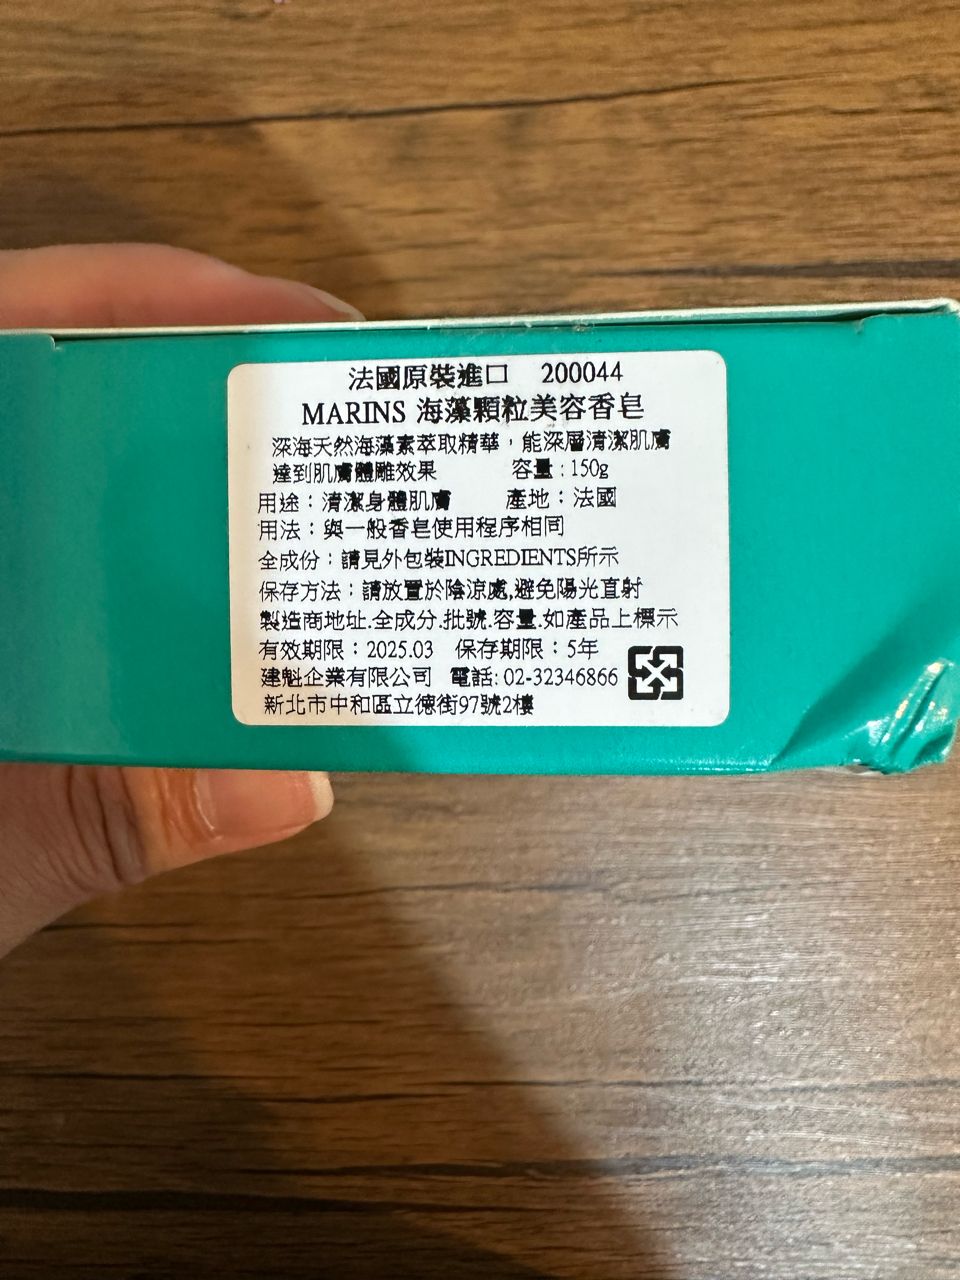 法國原裝進口 200044
MARINS 海藻顆粒美容香皂
深海天然海藻素萃取精華，能深層清潔肌膚
達到肌膚體雕效果 容量：150g
用途：清潔身體肌膚 產地：法國
用法：與一般香皂使用程序相同
全成份：請見外包裝INGREDIENTS所示
保存方法：請放置於陰涼處,避免陽光直射
製造商地址.全成分.批號.容量.如產品上標示
有效期限：2025.03 保存期限：5年
建魁企業有限公司 電話: 02-32346866
新北市中和區立德街97號2樓